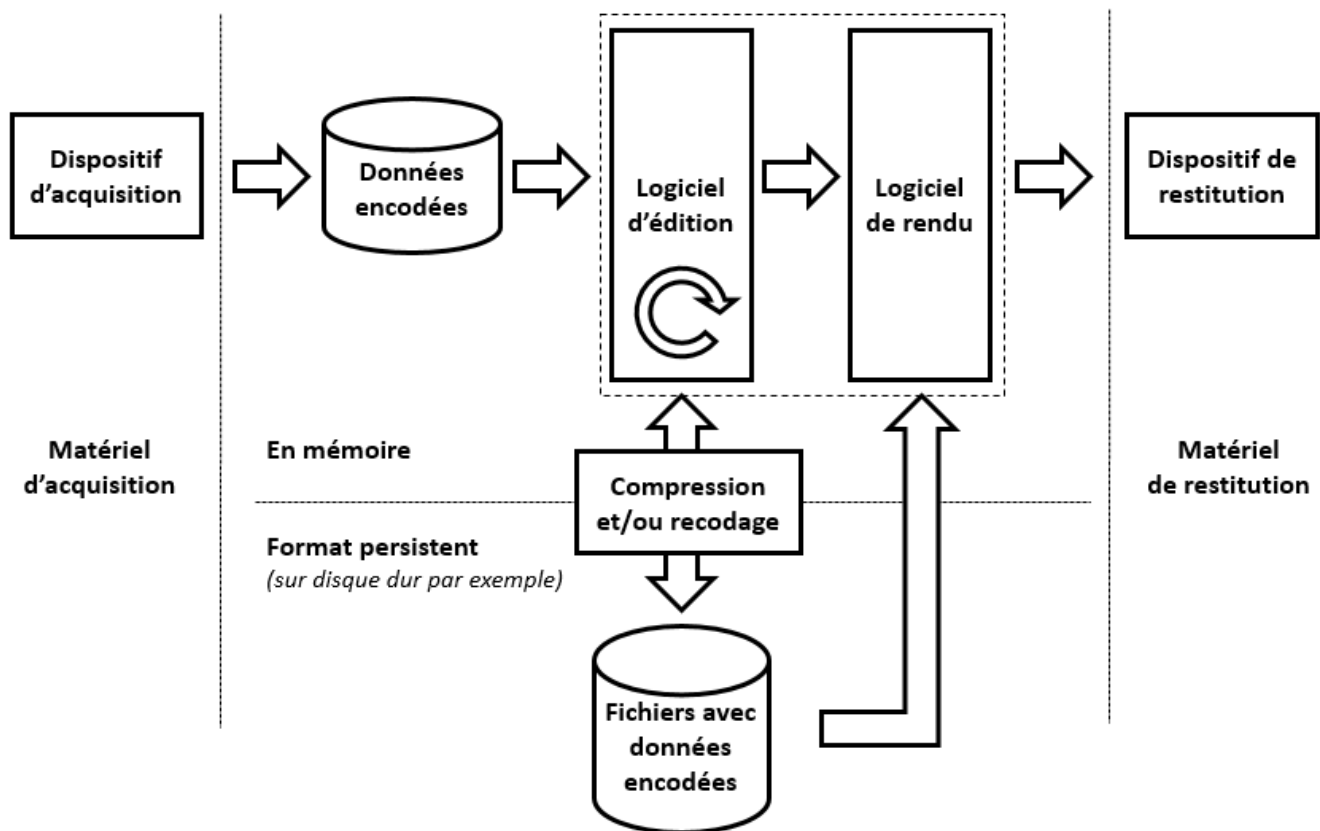 Dispositif
d'acquisition
Données
encodées
Logiciel
d'édition
Logiciel
de rendu
Dispositif de
restitution
Matériel
d'acquisition
En mémoire
Compression
et/ou recodage
Matériel
de restitution
Format persistent
(sur disque dur par exemple)
Fichiers avec
données
encodées